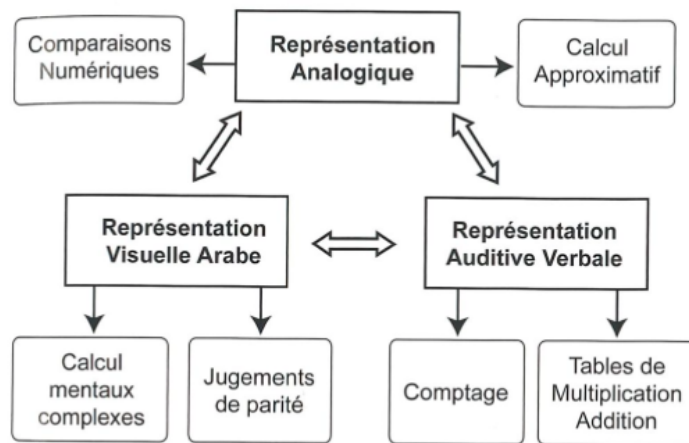 Comparaisons
Numériques
Représentation
Analogique
Calcul
Approximatif
Représentation
Visuelle Arabe
Représentation
Auditive Verbale
Calcul
mentaux
complexes
Jugements
de parité
Comptage
Tables de
Multiplication
Addition